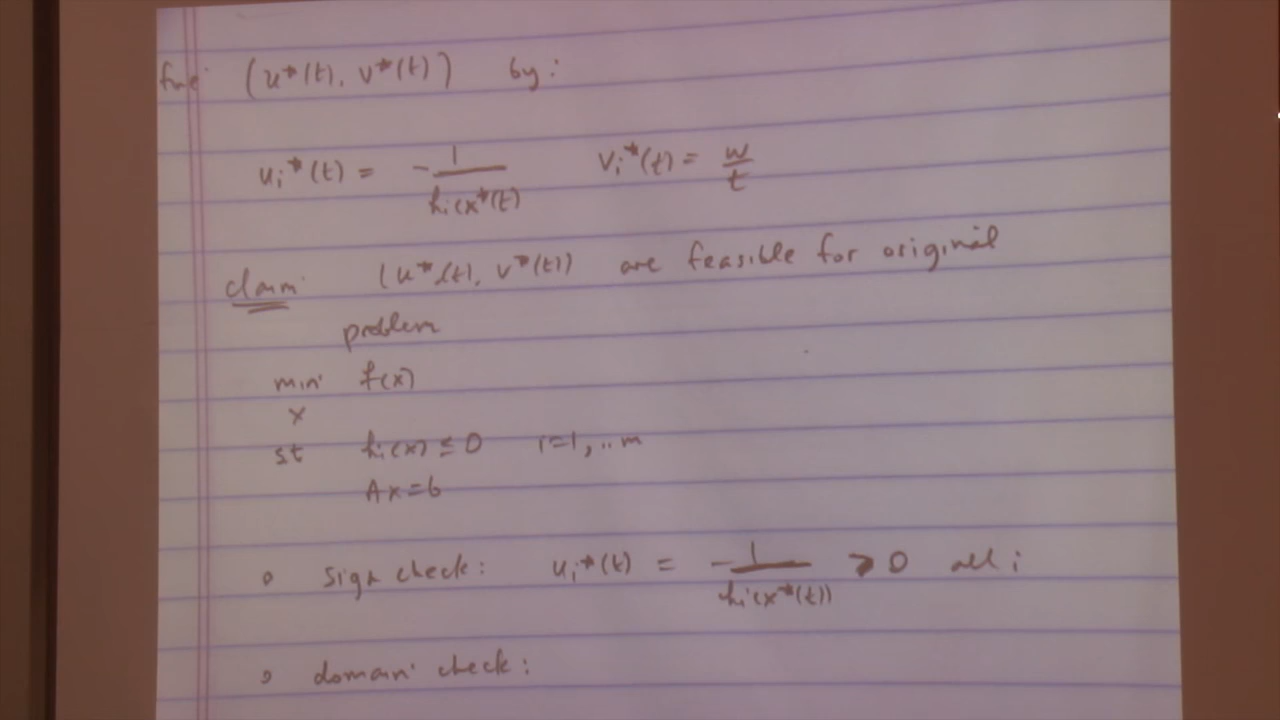 (u*(t), v*(t)) by:
uᵢ*(t) = - 1 / hᵢ(x*(t)) vᵢ*(t) = w / t
claim: (u*(t), v*(t)) are feasible for original
problem
min f(x)
x
st hᵢ(x) ≤ 0 i=1, ..m
Ax=b
sign check: uᵢ*(t) = - 1 / hᵢ(x*(t)) > 0 all i
domain check: